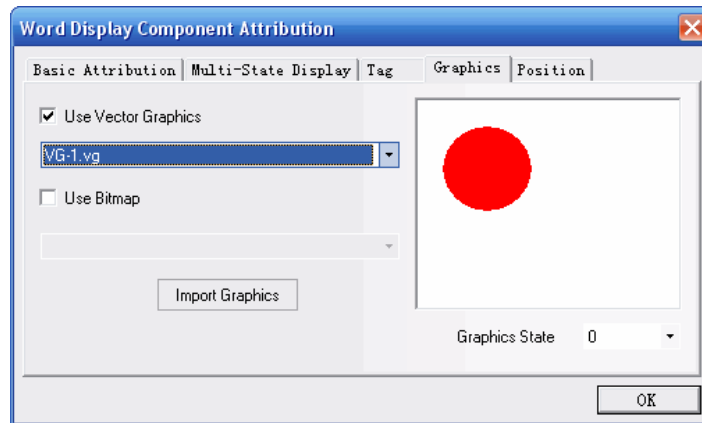 Word Display Component Attribution
Basic Attribution Multi-State Display Tag Graphics Position
Use Vector Graphics
VG-1.vg
Use Bitmap
Import Graphics
Graphics State 0
OK